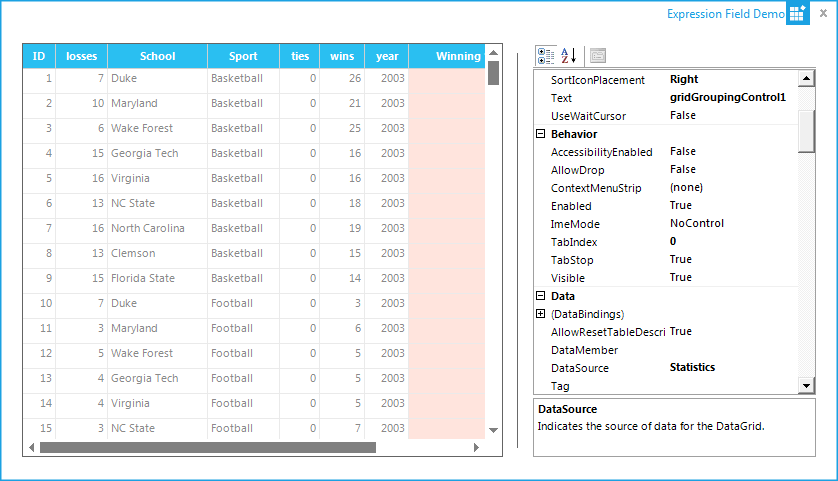 Expression Field Demo
ID losses School Sport ties wins year Winning
1 7 Duke Basketball 0 26 2003
2 10 Maryland Basketball 0 21 2003
3 6 Wake Forest Basketball 0 25 2003
4 15 Georgia Tech Basketball 0 16 2003
5 16 Virginia Basketball 0 16 2003
6 13 NC State Basketball 0 18 2003
7 16 North Carolina Basketball 0 19 2003
8 13 Clemson Basketball 0 15 2003
9 15 Florida State Basketball 0 14 2003
10 7 Duke Football 0 3 2003
11 3 Maryland Football 0 6 2003
12 5 Wake Forest Football 0 5 2003
13 4 Georgia Tech Football 0 5 2003
14 4 Virginia Football 0 5 2003
15 3 NC State Football 0 7 2003
A Z
SortIconPlacement Right
Text gridGroupingControl1
UseWaitCursor False
Behavior
AccessibilityEnabled False
AllowDrop False
ContextMenuStrip (none)
Enabled True
ImeMode NoControl
TabIndex 0
TabStop True
Visible True
Data
(DataBindings)
AllowResetTableDescri True
DataMember
DataSource Statistics
Tag
DataSource
Indicates the source of data for the DataGrid.